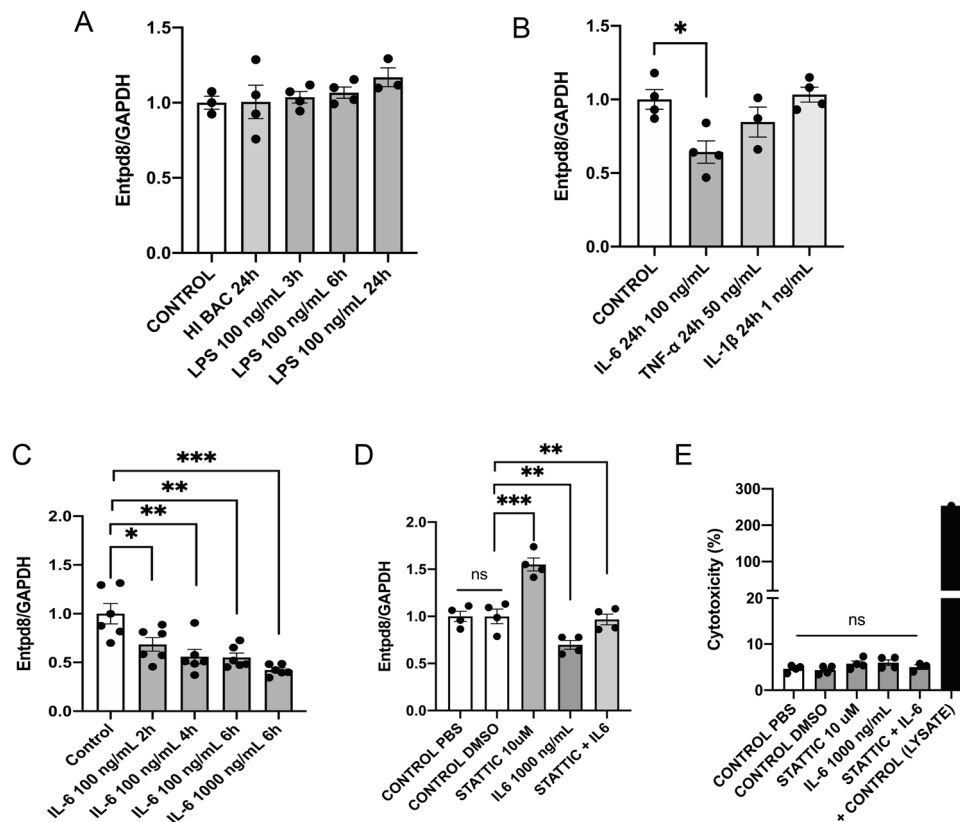 A
Entpd8/GAPDH
1.5
1.0
0.5
0.0
CONTROL
HI BAC 24h
LPS 100 ng/mL 3h
LPS 100 ng/mL 6h
LPS 100 ng/mL 24h
B
Entpd8/GAPDH
1.5
1.0
0.5
0.0
*
CONTROL
IL-6 24h 100 ng/mL
TNF-α 24h 50 ng/mL
IL-1β 24h 1 ng/mL
C
Entpd8/GAPDH
2.0
1.5
1.0
0.5
0.0
***
**
**
*
Control
IL-6 100 ng/mL 2h
IL-6 100 ng/mL 4h
IL-6 100 ng/mL 6h
IL-6 1000 ng/mL 6h
D
Entpd8/GAPDH
2.0
1.5
1.0
0.5
0.0
**
**
***
ns
CONTROL PBS
CONTROL DMSO
STATTIC 10uM
IL6 1000 ng/mL
STATTIC + IL6
E
Cytotoxicity (%)
300
200
100
20
10
0
ns
CONTROL PBS
CONTROL DMSO
STATTIC 10 uM
IL-6 1000 ng/mL
STATTIC + IL-6
+ CONTROL (LYSATE)